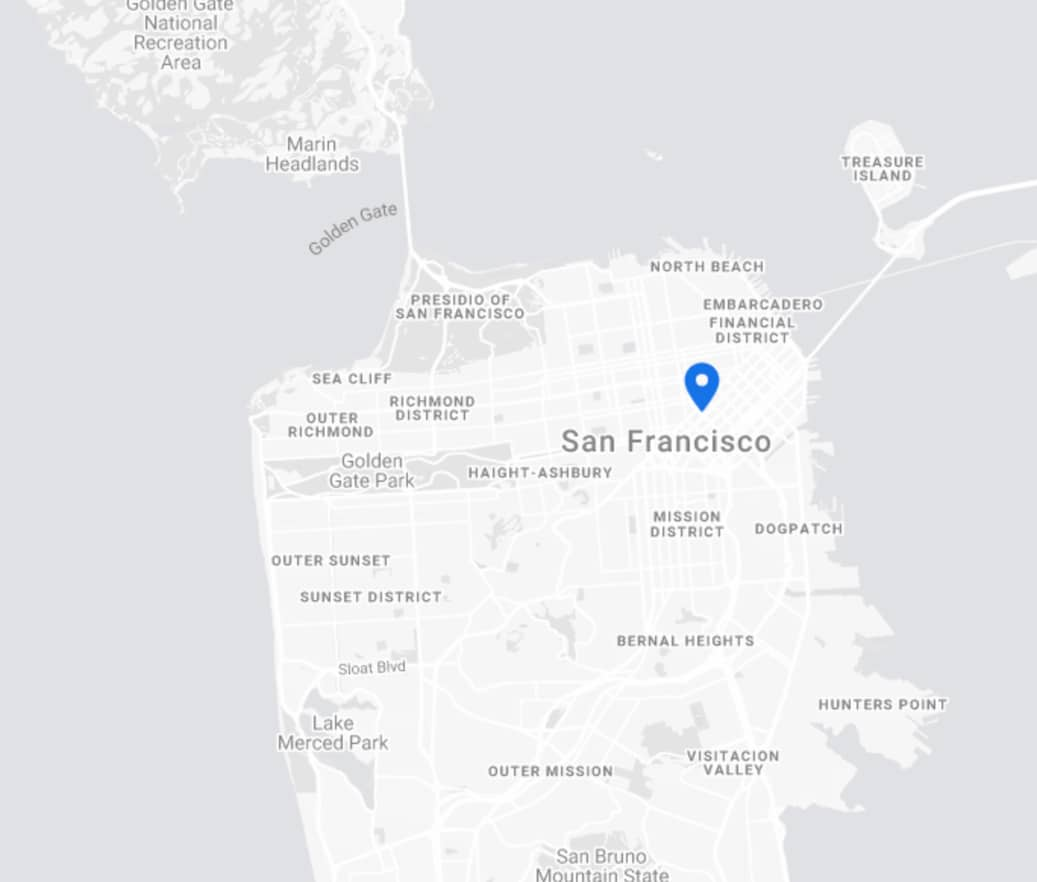 Golden Gate
National
Recreation
Area
Marin
Headlands
TREASURE
ISLAND
Golden Gate
NORTH BEACH
PRESIDIO OF
SAN FRANCISCO
EMBARCADERO
FINANCIAL
DISTRICT
SEA CLIFF
RICHMOND
DISTRICT
OUTER
RICHMOND
San Francisco
Golden
Gate Park
HAIGHT-ASHBURY
MISSION
DISTRICT
DOGPATCH
OUTER SUNSET
SUNSET DISTRICT
BERNAL HEIGHTS
Sloat Blvd
HUNTERS POINT
Lake
Merced Park
VISITACION
VALLEY
OUTER MISSION
San Bruno
Mountain State